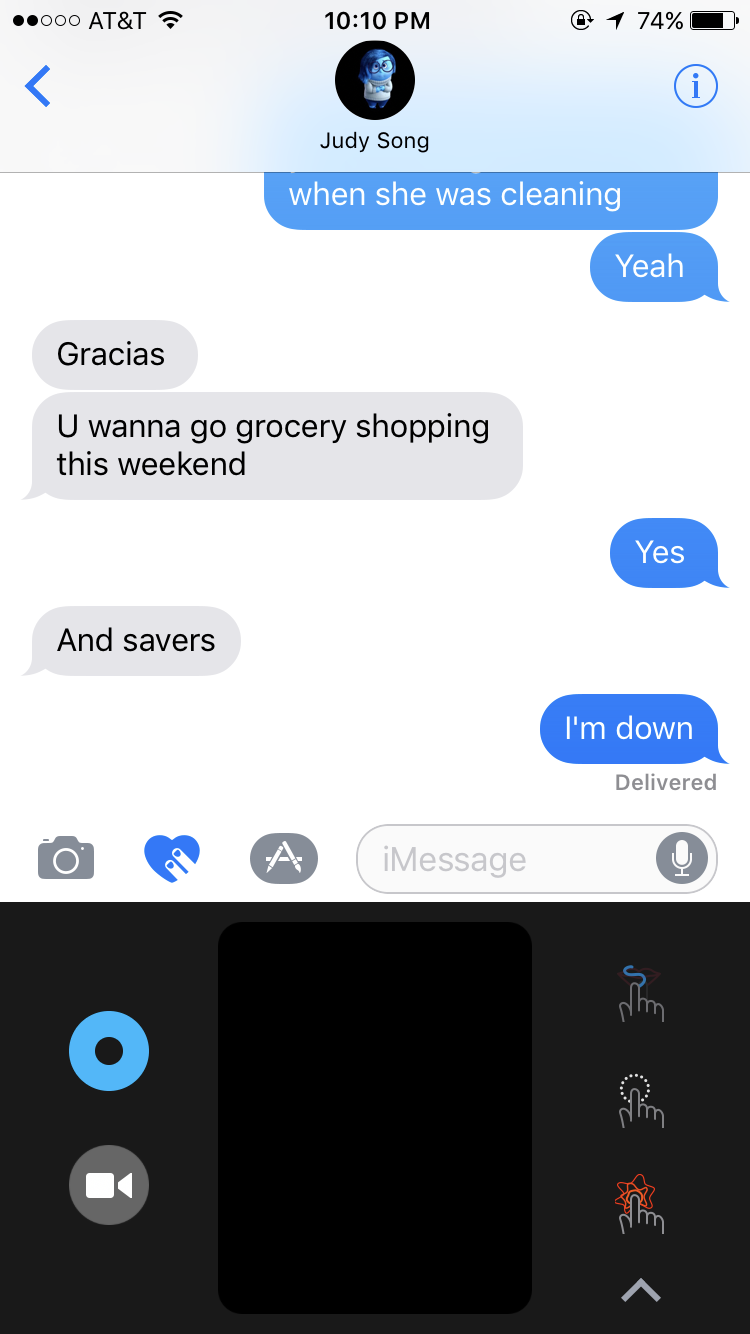 AT&T 10:10 PM 74%
Judy Song
when she was cleaning
Yeah
Gracias
U wanna go grocery shopping
this weekend
Yes
And savers
I'm down
Delivered
iMessage